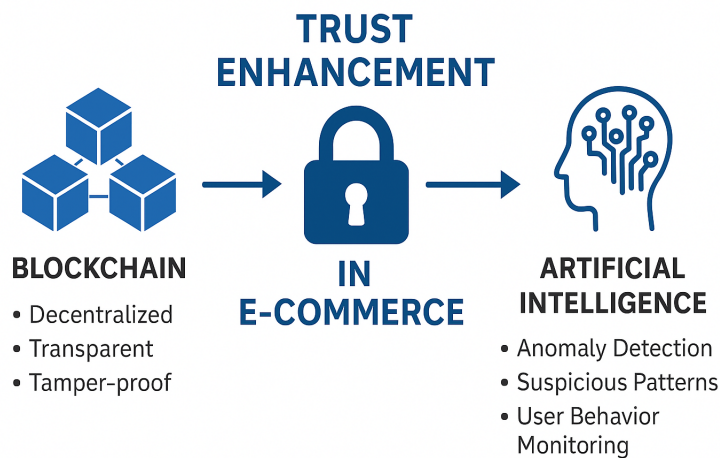 TRUST
ENHANCEMENT
IN
E-COMMERCE
BLOCKCHAIN
• Decentralized
• Transparent
• Tamper-proof
ARTIFICIAL
INTELLIGENCE
• Anomaly Detection
• Suspicious Patterns
• User Behavior
Monitoring